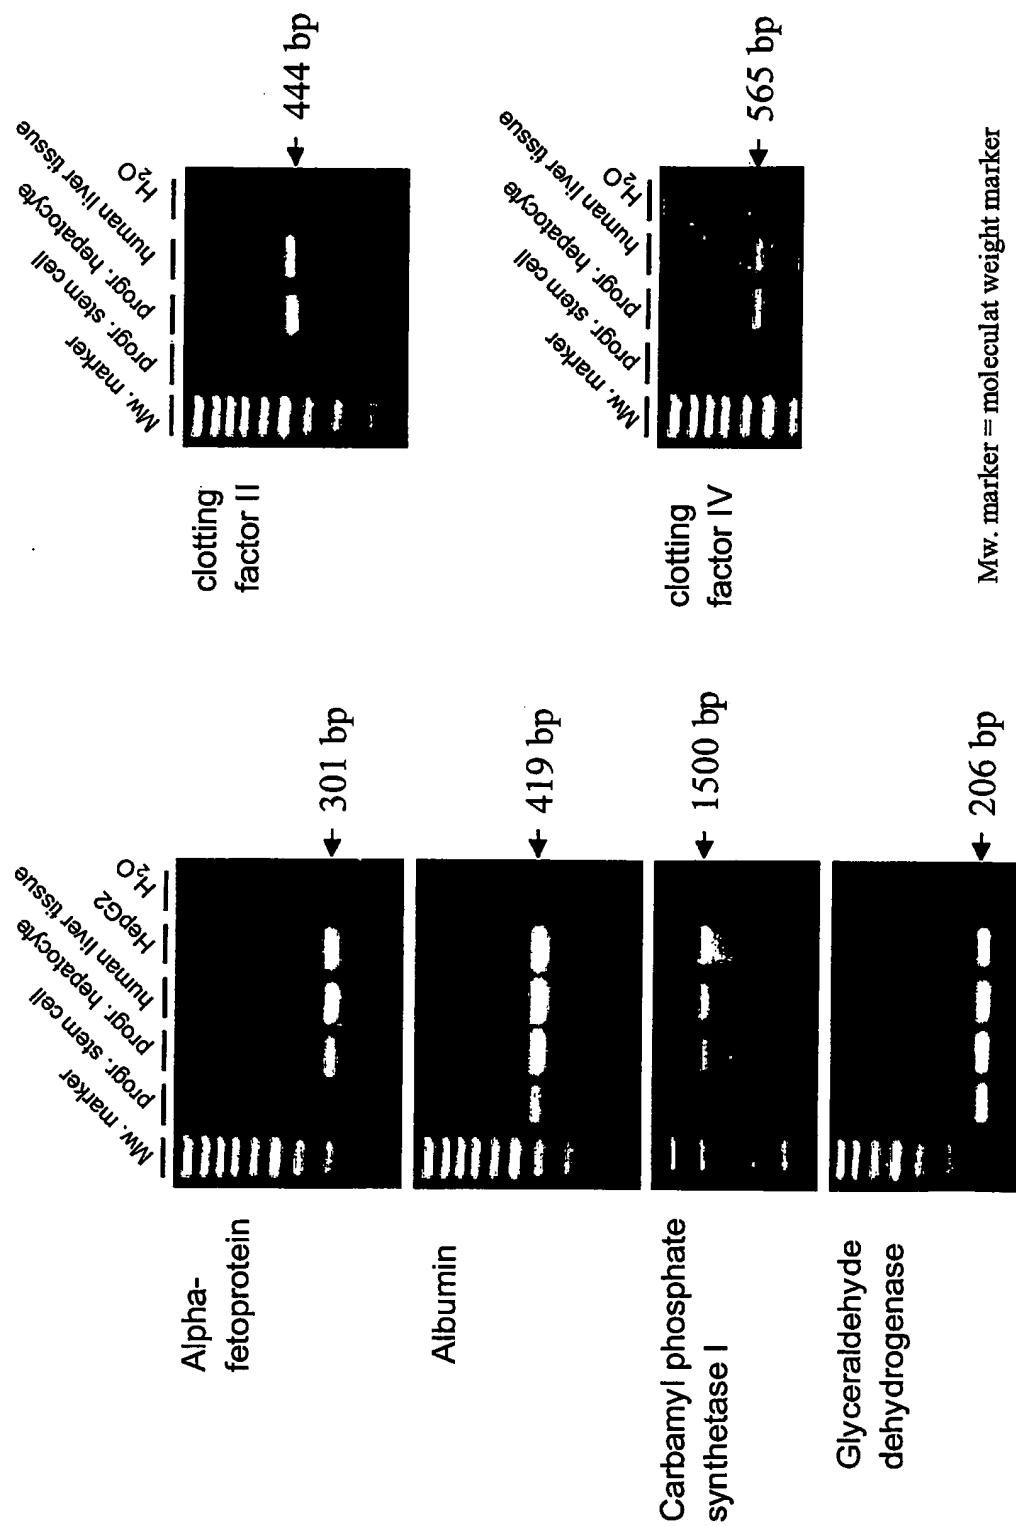 Mw. marker
progr. stem cell
progr. hepatocyte
human liver tissue
HepG2
H₂O
Alpha-
fetoprotein
301 bp
Albumin
419 bp
Carbamyl phosphate
synthetase I
1500 bp
Glyceraldehyde
dehydrogenase
206 bp
Mw. marker
progr. stem cell
progr. hepatocyte
human liver tissue
H₂O
clotting
factor II
444 bp
Mw. marker
progr. stem cell
progr. hepatocyte
human liver tissue
H₂O
clotting
factor IV
565 bp
Mw. marker = moleculat weight marker